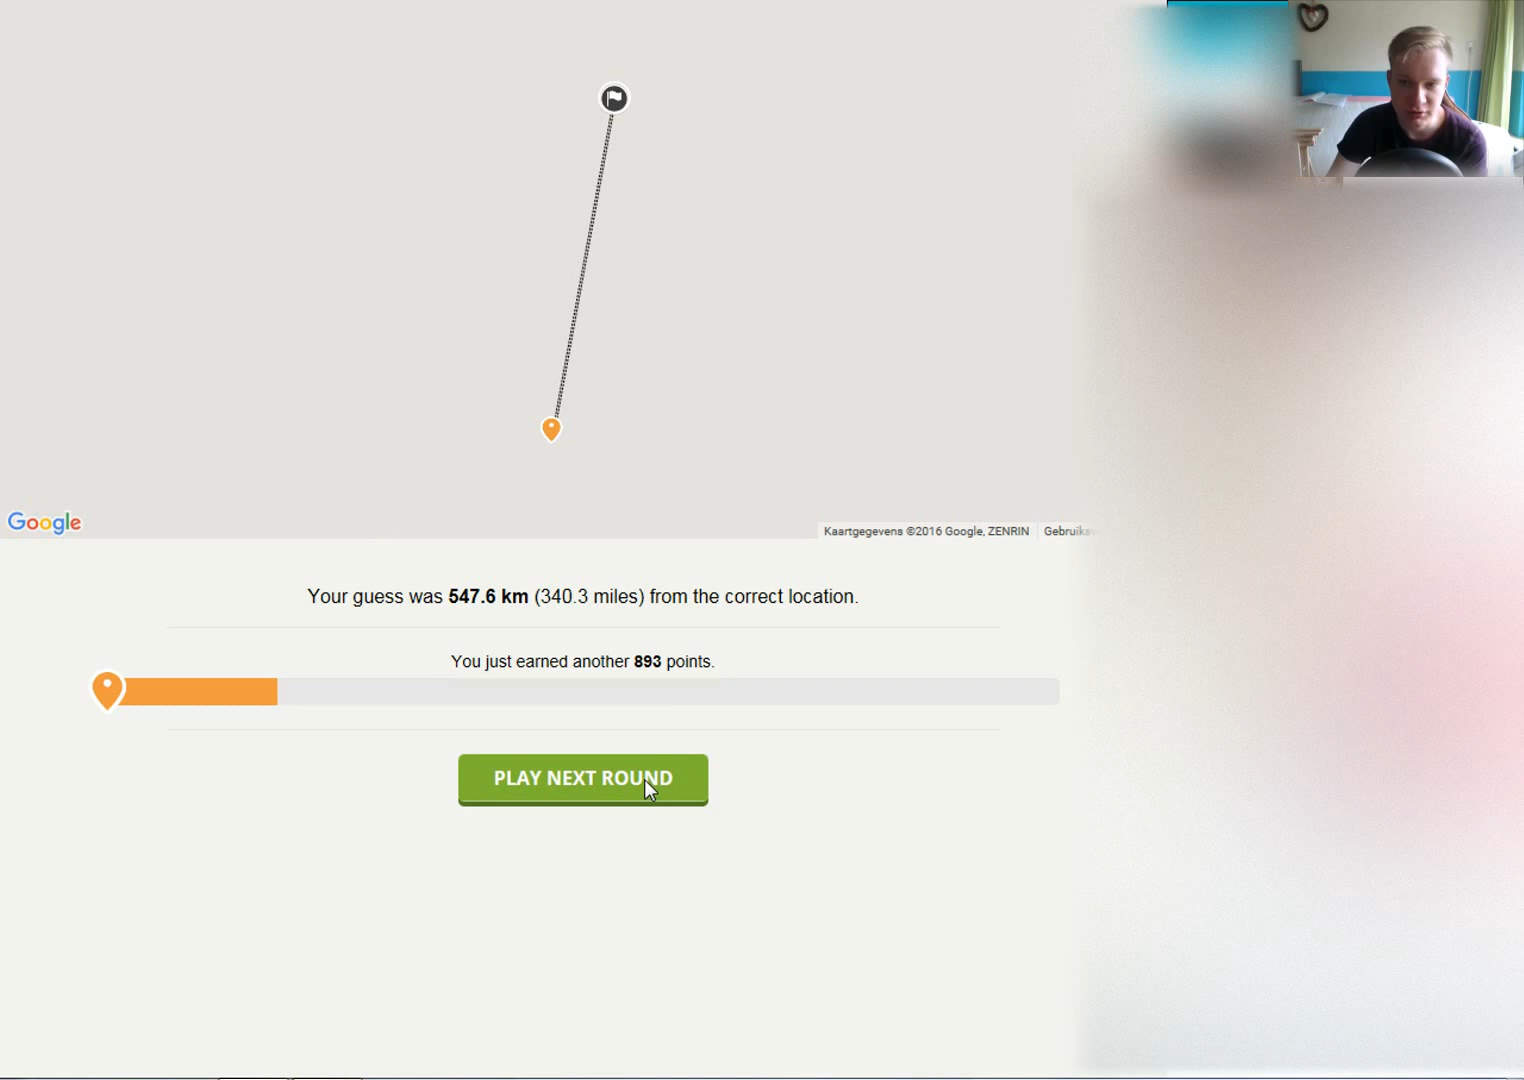 Google
Kaartgegevens ©2016 Google, ZENRIN
Your guess was 547.6 km (340.3 miles) from the correct location.
You just earned another 893 points.
PLAY NEXT ROUND